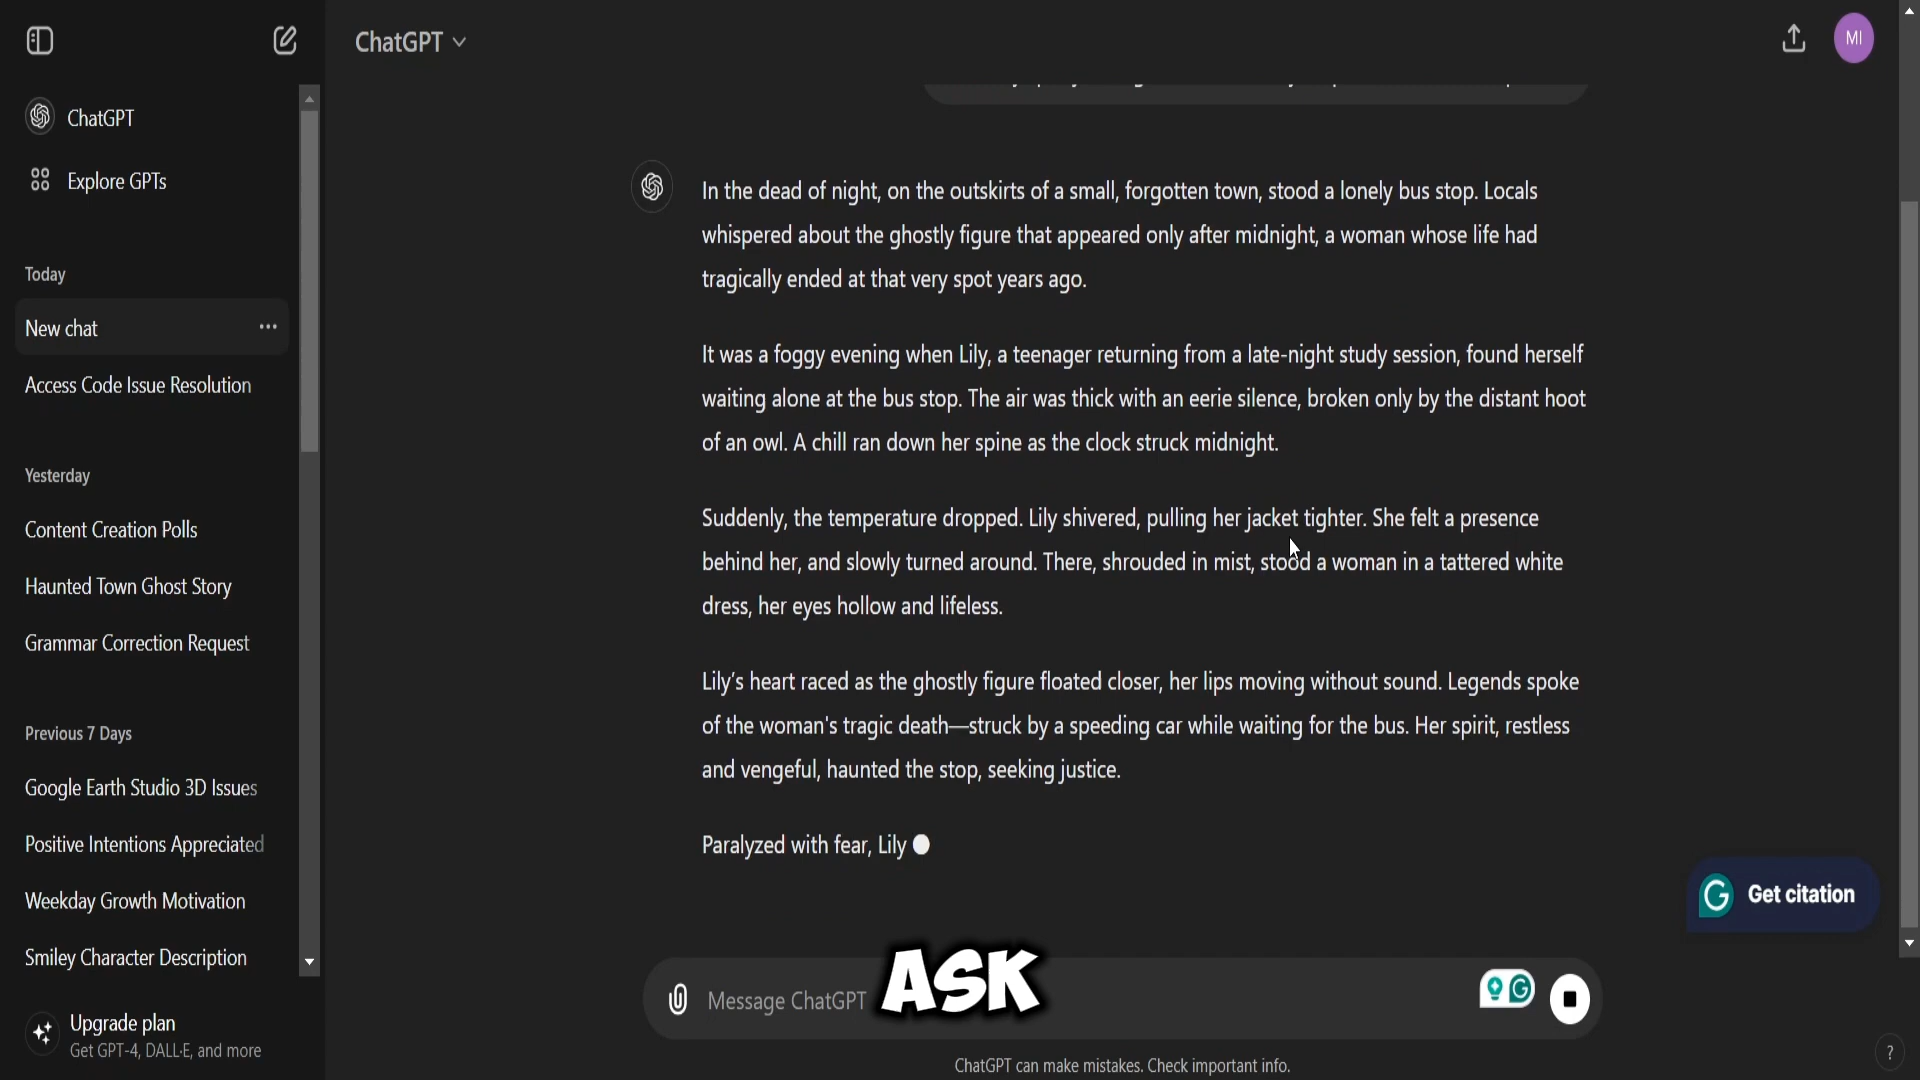 ChatGPT
MI
ChatGPT
Explore GPTs
Today
New chat
Access Code Issue Resolution
Yesterday
Content Creation Polls
Haunted Town Ghost Story
Grammar Correction Request
Previous 7 Days
Google Earth Studio 3D Issues
Positive Intentions Appreciated
Weekday Growth Motivation
Smiley Character Description
Upgrade plan
Get GPT-4, DALL·E, and more
In the dead of night, on the outskirts of a small, forgotten town, stood a lonely bus stop. Locals
whispered about the ghostly figure that appeared only after midnight, a woman whose life had
tragically ended at that very spot years ago.
It was a foggy evening when Lily, a teenager returning from a late-night study session, found herself
waiting alone at the bus stop. The air was thick with an eerie silence, broken only by the distant hoot
of an owl. A chill ran down her spine as the clock struck midnight.
Suddenly, the temperature dropped. Lily shivered, pulling her jacket tighter. She felt a presence
behind her, and slowly turned around. There, shrouded in mist, stood a woman in a tattered white
dress, her eyes hollow and lifeless.
Lily's heart raced as the ghostly figure floated closer, her lips moving without sound. Legends spoke
of the woman's tragic death—struck by a speeding car while waiting for the bus. Her spirit, restless
and vengeful, haunted the stop, seeking justice.
Paralyzed with fear, Lily
Get citation
Message ChatGPT
ASK
ChatGPT can make mistakes. Check important info.
?